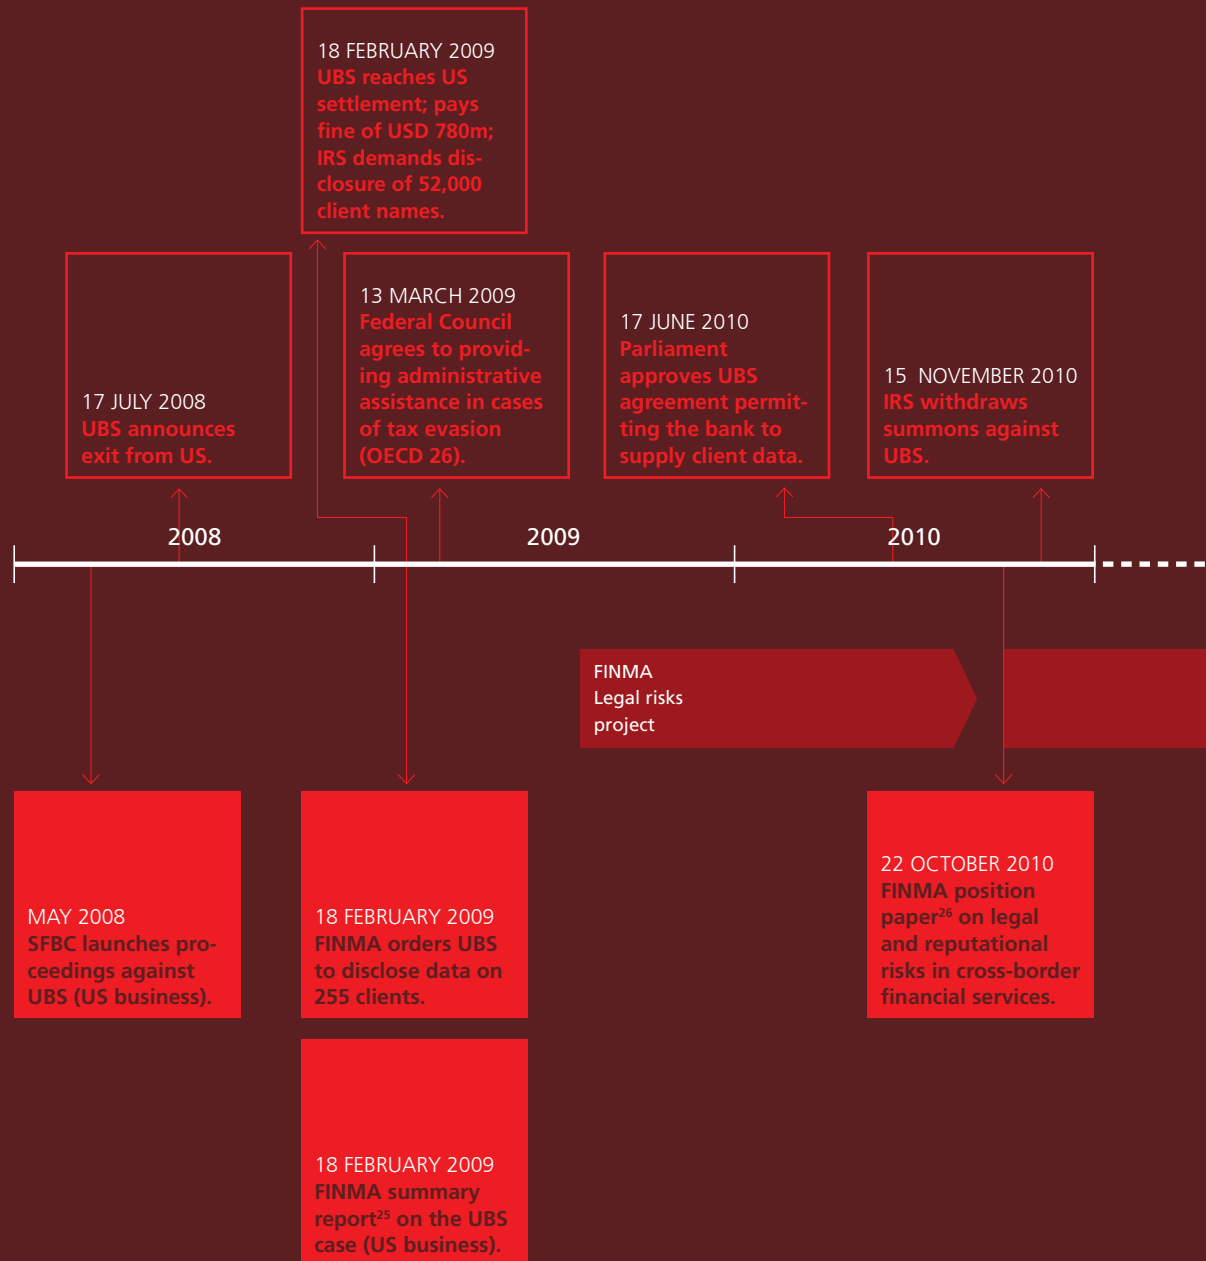 18 FEBRUARY 2009
UBS reaches US
settlement; pays
fine of USD 780m;
IRS demands dis-
closure of 52,000
client names.
17 JULY 2008
UBS announces
exit from US.
13 MARCH 2009
Federal Council
agrees to provid-
ing administrative
assistance in cases
of tax evasion
(OECD 26).
17 JUNE 2010
Parliament
approves UBS
agreement permit-
ting the bank to
supply client data.
15 NOVEMBER 2010
IRS withdraws
summons against
UBS.
2008
2009
2010
FINMA
Legal risks
project
MAY 2008
SFBC launches pro-
ceedings against
UBS (US business).
18 FEBRUARY 2009
FINMA orders UBS
to disclose data on
255 clients.
22 OCTOBER 2010
FINMA position
paper²⁶ on legal
and reputational
risks in cross-border
financial services.
18 FEBRUARY 2009
FINMA summary
report²⁵ on the UBS
case (US business).